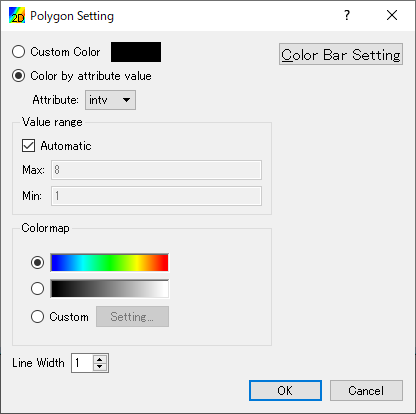 2D Polygon Setting ?
Custom Color
Color Bar Setting
Color by attribute value
Attribute: intv
Value range
Automatic
Max: 8
Min: 1
Colormap
Custom Setting...
Line Width 1
OK Cancel